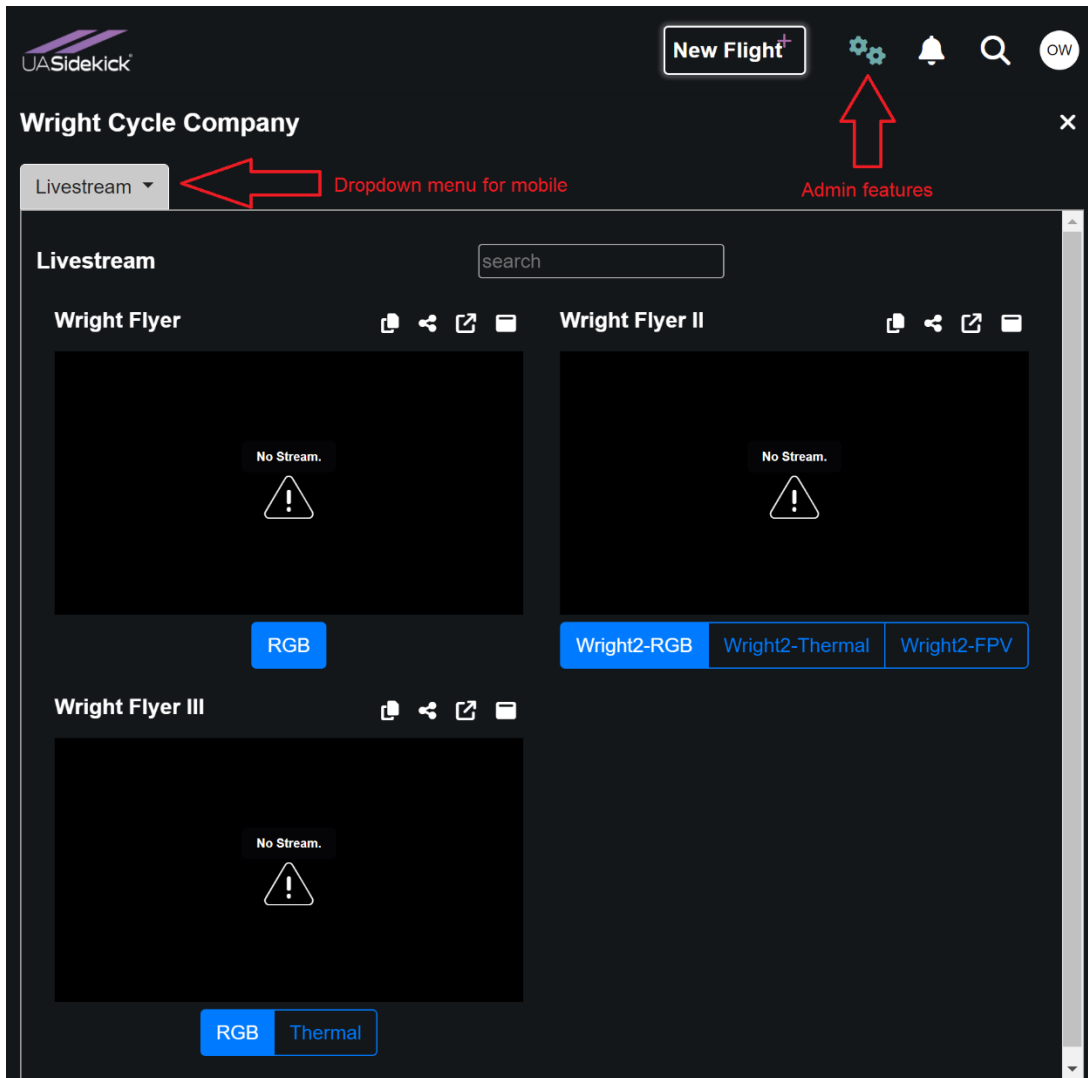 UASidekick
New Flight+
OW
Wright Cycle Company
Livestream
Dropdown menu for mobile
Admin features
Livestream
search
Wright Flyer
Wright Flyer II
No Stream.
No Stream.
RGB
Wright2-RGB Wright2-Thermal Wright2-FPV
Wright Flyer III
No Stream.
RGB Thermal